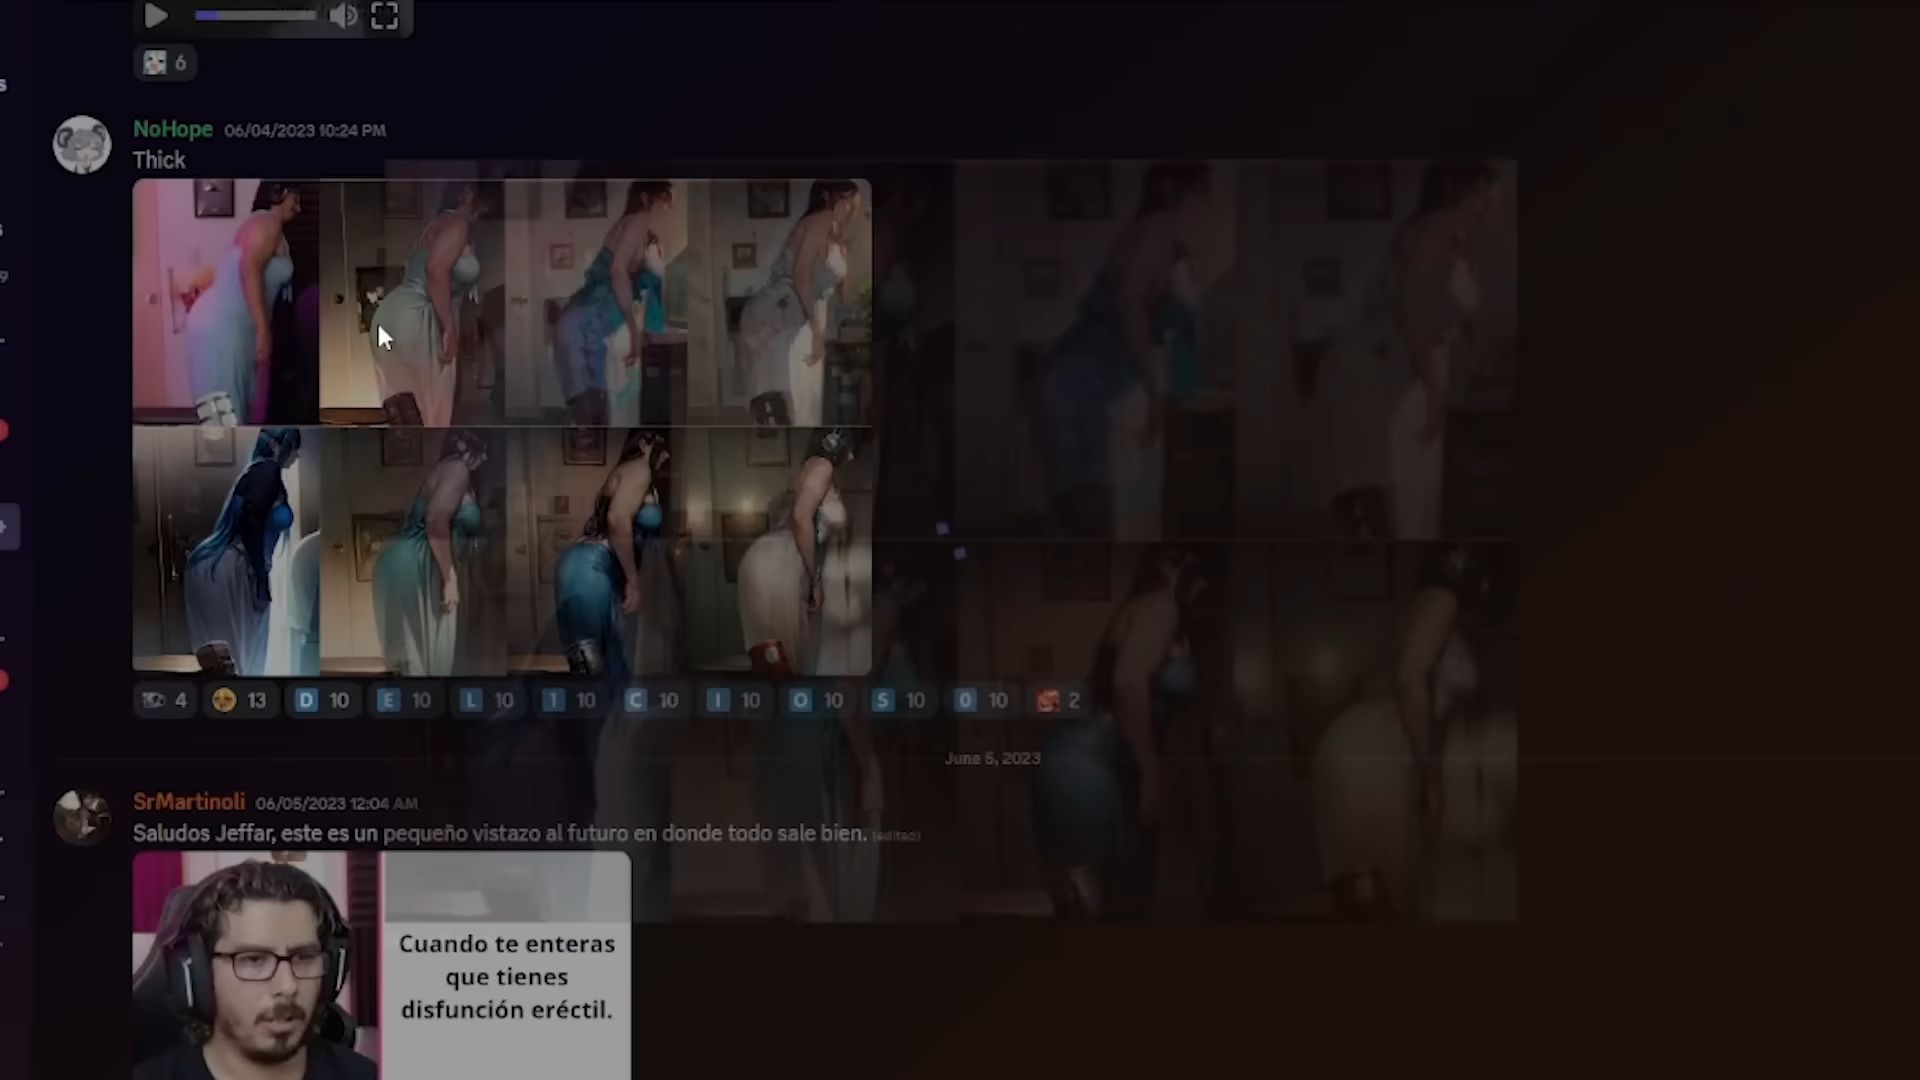 6
NoHope 06/04/2023 10:24 PM
Thick
4 13 D 10 E 10 L 10 1 10 C 10 I 10 O 10 S 10 0 10 2
June 5, 2023
SrMartinoli 06/05/2023 12:04 AM
Saludos Jeffar, este es un pequeño vistazo al futuro en donde todo sale bien. (edited)
Cuando te enteras
que tienes
disfunción eréctil.